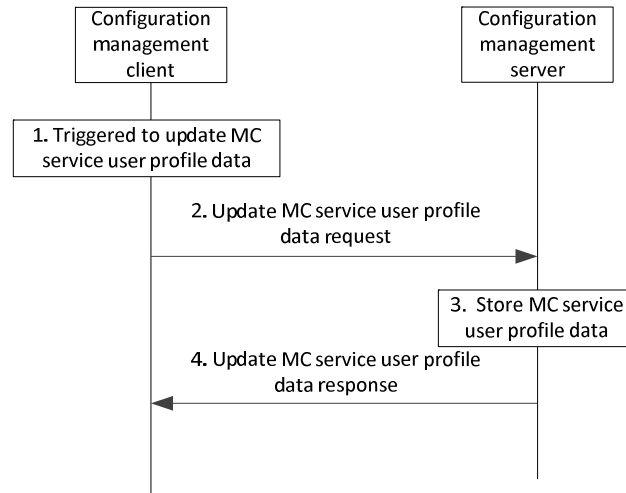 Configuration
management
client
Configuration
management
server
1. Triggered to update MC
service user profile data
2. Update MC service user profile
data request
3. Store MC service
user profile data
4. Update MC service user profile
data response